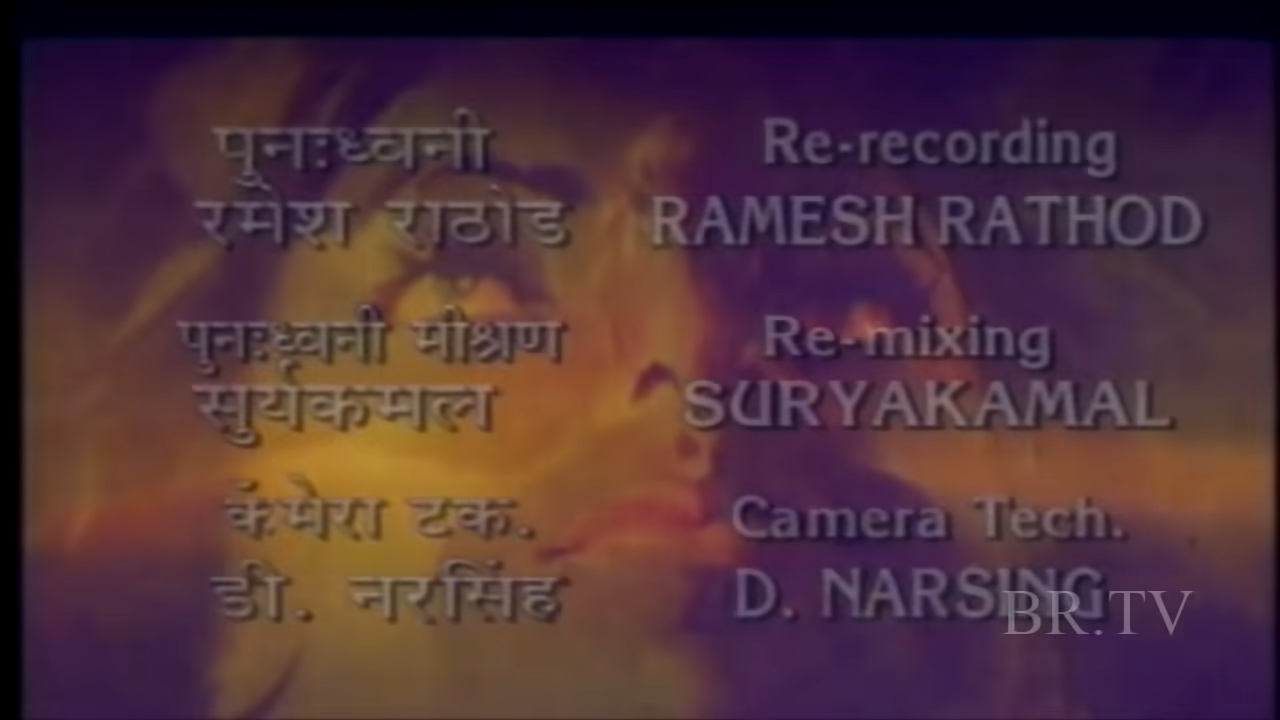 पुनःध्वनी Re-recording
रमेश राठोड RAMESH RATHOD
पुनःध्वनी मीश्रण Re-mixing
सुर्यकमल SURYAKAMAL
कॅमेरा टक. Camera Tech.
डी. नरसिंह D. NARSING
BR.TV